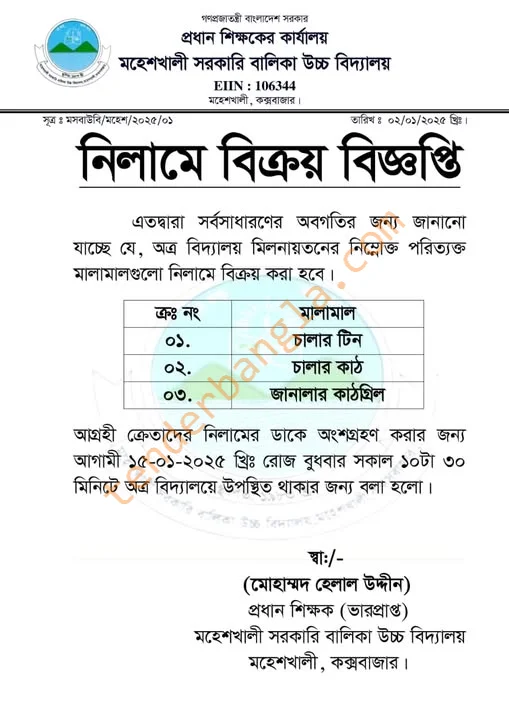 গণপ্রজাতন্ত্রী বাংলাদেশ সরকার
প্রধান শিক্ষকের কার্যালয়
মহেশখালী সরকারি বালিকা উচ্চ বিদ্যালয়
EIIN : 106344
মহেশখালী, কক্সবাজার।
সূত্র ঃ মসবাউবি/মহেশ/২০২৫/০১ তারিখ ঃ ০২/০১/২০২৫ খ্রিঃ।
নিলামে বিক্রয় বিজ্ঞপ্তি
এতদ্বারা সর্বসাধারণের অবগতির জন্য জানানো
যাচ্ছে যে, অত্র বিদ্যালয় মিলনায়তনের নিম্নোক্ত পরিত্যক্ত
মালামালগুলো নিলামে বিক্রয় করা হবে।
ক্রঃ নং মালামাল
০১. চালার টিন
০২. চালার কাঠ
০৩. জানালার কাঠগ্রিল
আগ্রহী ক্রেতাদের নিলামের ডাকে অংশগ্রহণ করার জন্য
আগামী ১৫-০১-২০২৫ খ্রিঃ রোজ বুধবার সকাল ১০টা ৩০
মিনিটে অত্র বিদ্যালয়ে উপস্থিত থাকার জন্য বলা হলো।
স্বা:/-
(মোহাম্মদ হেলাল উদ্দীন)
প্রধান শিক্ষক (ভারপ্রাপ্ত)
মহেশখালী সরকারি বালিকা উচ্চ বিদ্যালয়
মহেশখালী, কক্সবাজার।
tenderbangla.com